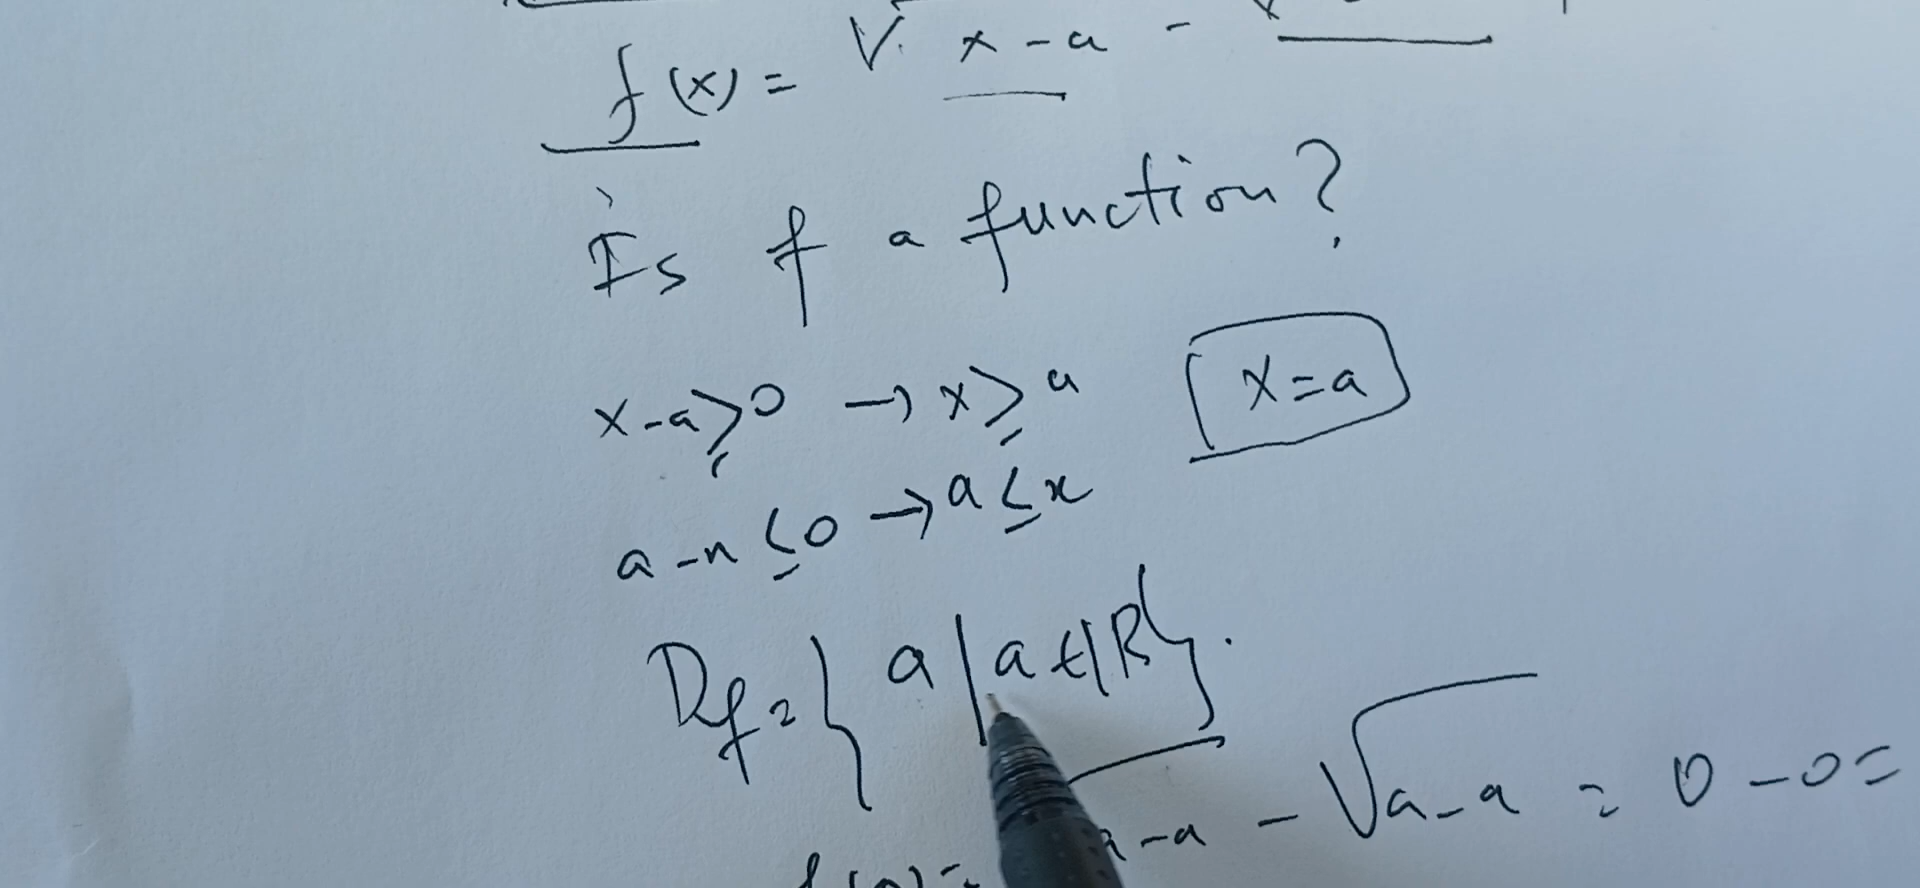 f(x) = √x-a -
Is f a function?
x-a≥0 → x≥a x=a
a-x≤0 → a≤x
Df = { a | a ∈ ℝ }.
-a - √a-a = 0-0=